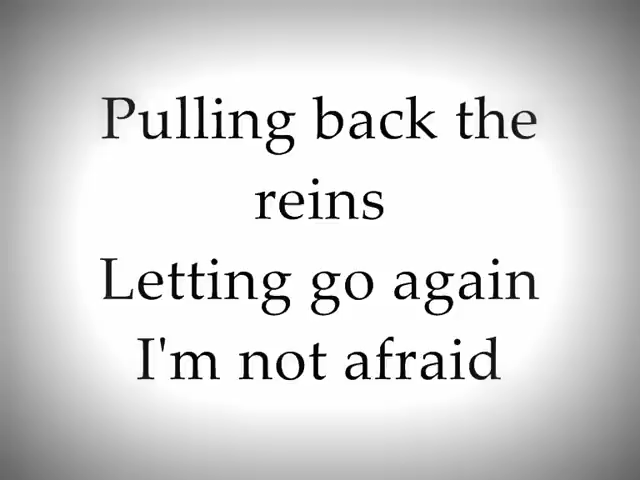 Pulling back the
reins
Letting go again
I'm not afraid